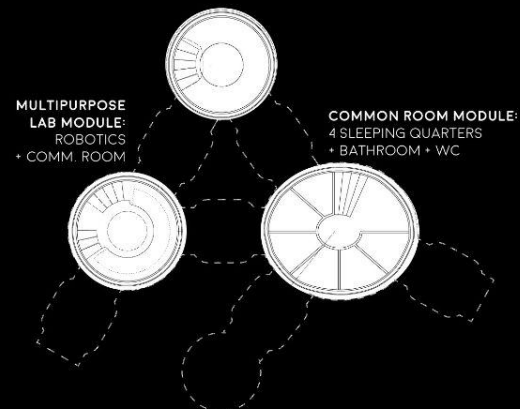 MULTIPURPOSE
LAB MODULE:
ROBOTICS
+ COMM. ROOM
COMMON ROOM MODULE:
4 SLEEPING QUARTERS
+ BATHROOM + WC